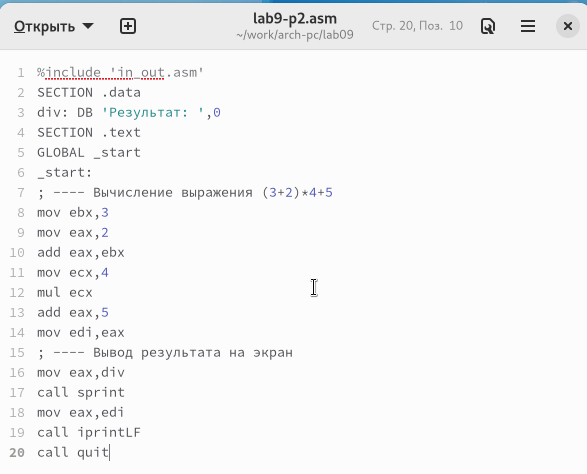 Открыть
lab9-p2.asm
~/work/arch-pc/lab09
Стр. 20, Поз. 10
1 %include 'in_out.asm'
2 SECTION .data
3 div: DB 'Результат: ',0
4 SECTION .text
5 GLOBAL _start
6 _start:
7 ; ---- Вычисление выражения (3+2)*4+5
8 mov ebx,3
9 mov eax,2
10 add eax,ebx
11 mov ecx,4
12 mul ecx
13 add eax,5
14 mov edi,eax
15 ; ---- Вывод результата на экран
16 mov eax,div
17 call sprint
18 mov eax,edi
19 call iprintLF
20 call quit